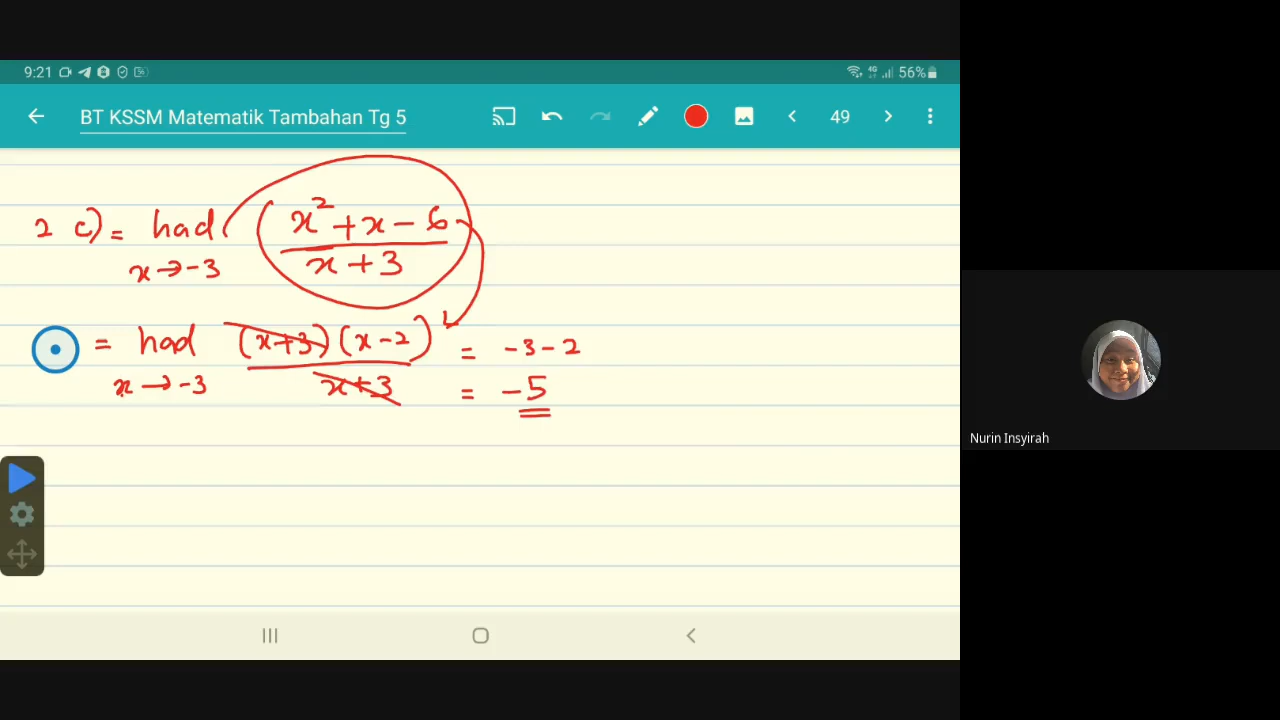 9:21 4G 56%
BT KSSM Matematik Tambahan Tg 5 49
2 c) = had ( x² + x - 6
x → -3 x + 3
= had (x+3)(x-2) = -3-2
x → -3 x+3 = -5
Nurin Insyirah